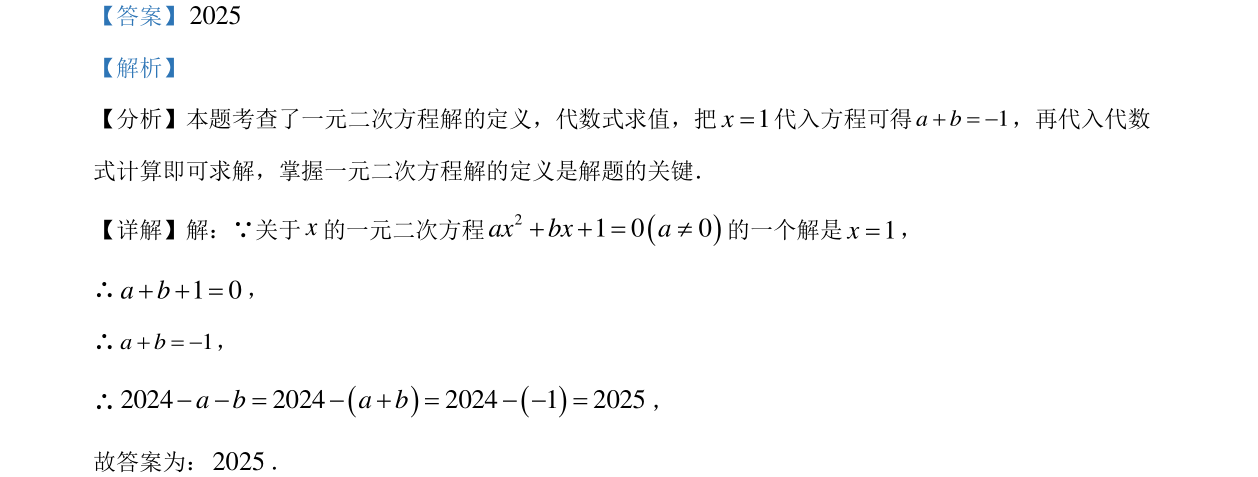 【答案】2025
【解析】
【分析】本题考查了一元二次方程解的定义，代数式求值，把 x=1 代入方程可得 a+b=−1，再代入代数
式计算即可求解，掌握一元二次方程解的定义是解题的关键．
【详解】解：∵关于 x 的一元二次方程 ax²+bx+1=0(a≠0) 的一个解是 x=1，
∴ a+b+1=0，
∴ a+b=−1，
∴ 2024−a−b=2024−(a+b)=2024−(−1)=2025，
故答案为：2025．